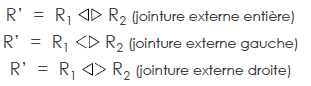 R’ = R₁ ◁▷ R₂ (jointure externe entière)
R’ = R₁ <▷ R₂ (jointure externe gauche)
R’ = R₁ ◁> R₂ (jointure externe droite)